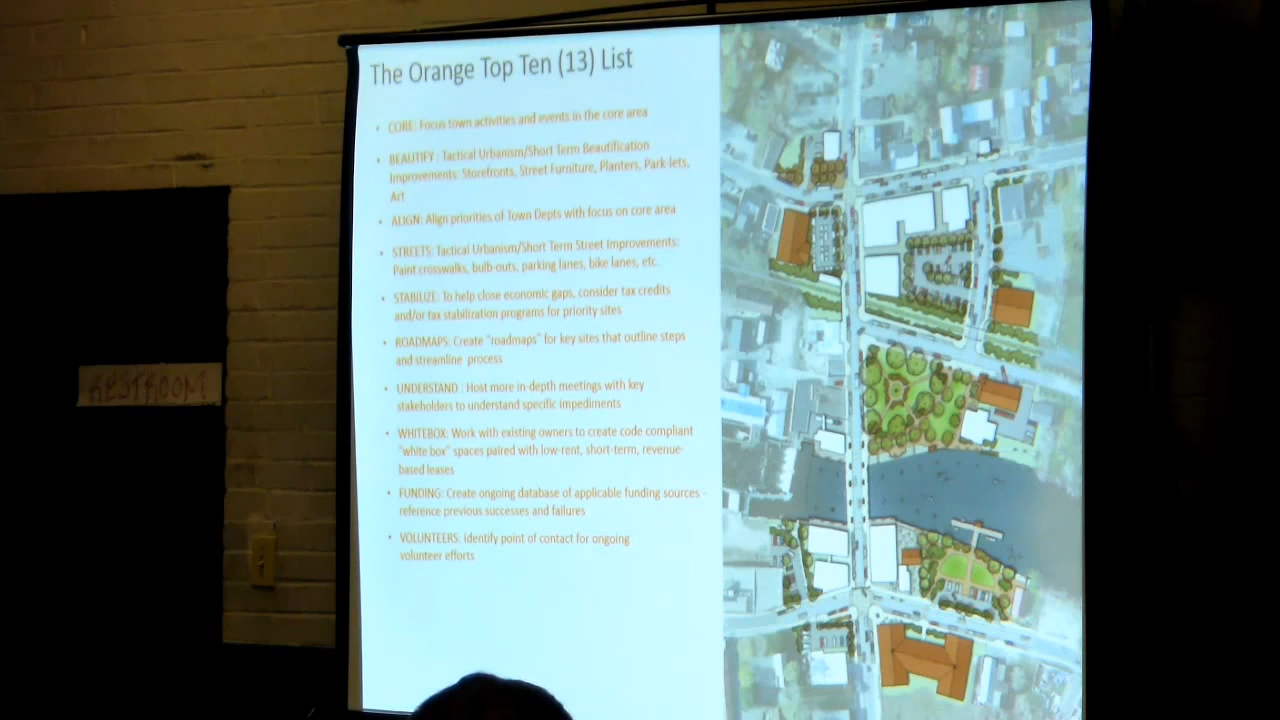 The Orange Top Ten (13) List
• CORE: Focus town activities and events in the core area
• BEAUTIFY : Tactical Urbanism/Short Term Beautification
Improvements: Storefronts, Street Furniture, Planters, Park-lets,
Art
• ALIGN: Align priorities of Town Depts with focus on core area
• STREETS: Tactical Urbanism/Short Term Street Improvements:
Paint crosswalks, bulb-outs, parking lanes, bike lanes, etc.
• STABILIZE: To help close economic gaps, consider tax credits
and/or tax stabilization programs for priority sites
• ROADMAPS: Create "roadmaps" for key sites that outline steps
and streamline process
• UNDERSTAND : Host more in-depth meetings with key
stakeholders to understand specific impediments
• WHITEBOX: Work with existing owners to create code compliant
"white box" spaces paired with low-rent, short-term, revenue-
based leases
• FUNDING: Create ongoing database of applicable funding sources -
reference previous successes and failures
• VOLUNTEERS: Identify point of contact for ongoing
volunteer efforts
RESTROOM